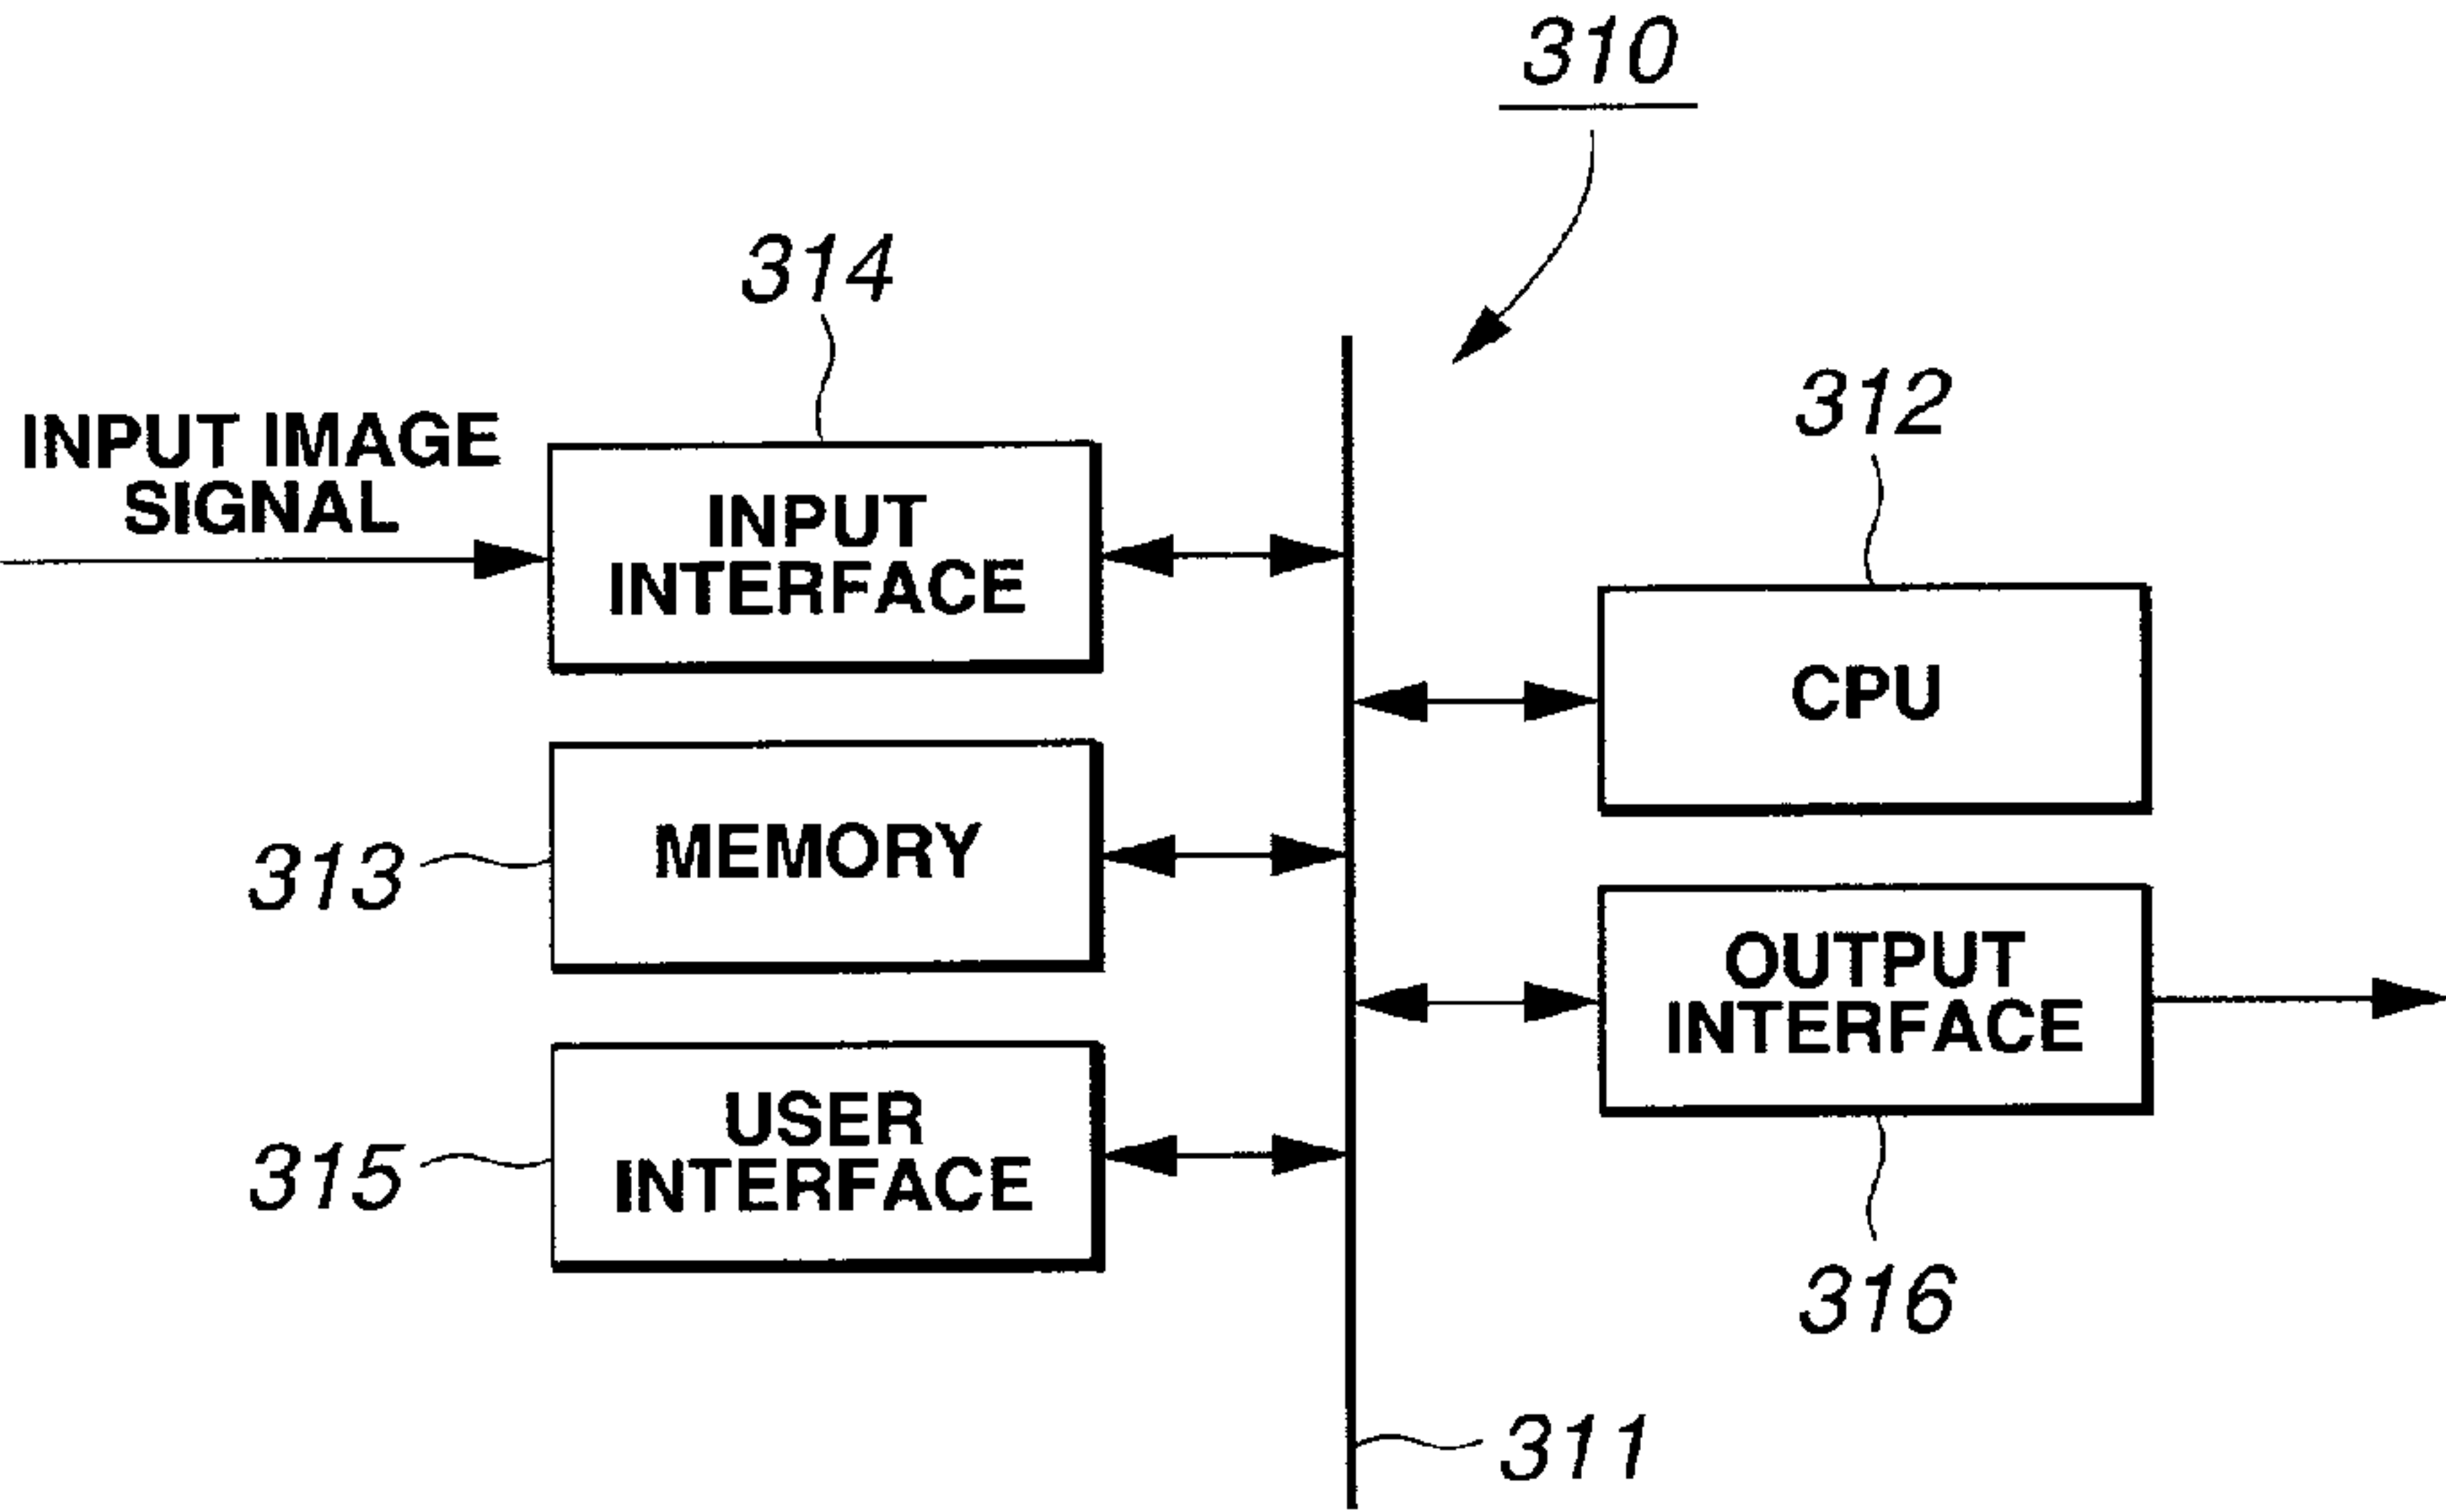 310
314
312
INPUT IMAGE
SIGNAL
INPUT
INTERFACE
CPU
313
MEMORY
OUTPUT
INTERFACE
315
USER
INTERFACE
316
311